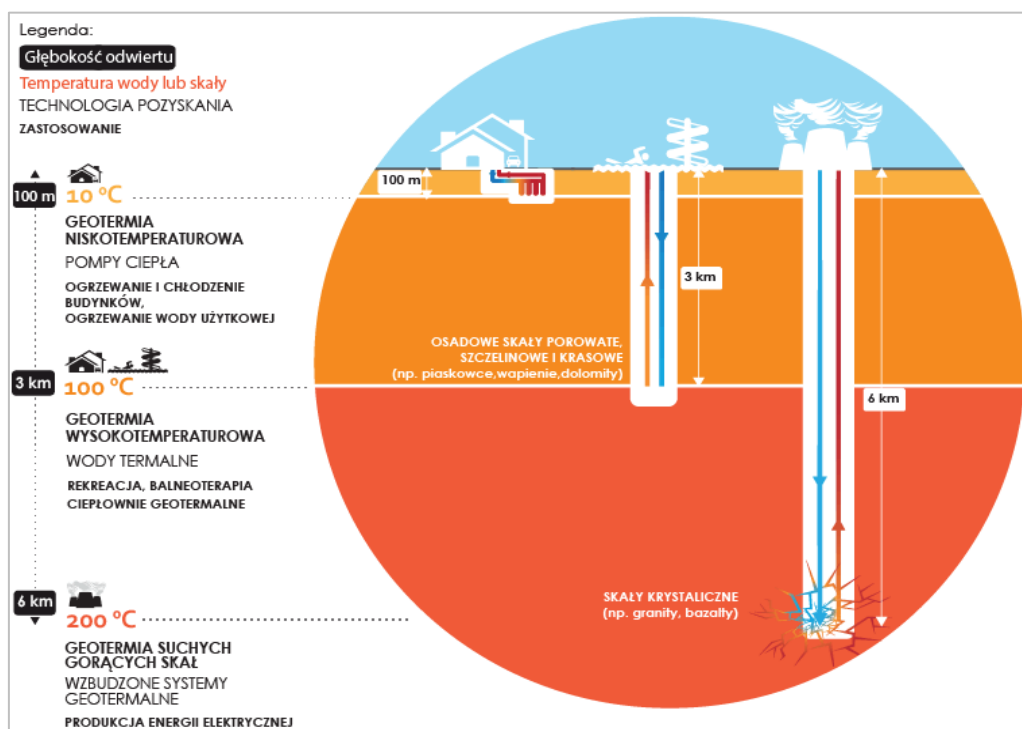 Legenda:
Głębokość odwiertu
Temperatura wody lub skały
TECHNOLOGIA POZYSKANIA
ZASTOSOWANIE
100 m
10 °C
GEOTERMIA
NISKOTEMPERATUROWA
POMPY CIEPŁA
OGRZEWANIE I CHŁODZENIE
BUDYNKÓW,
OGRZEWANIE WODY UŻYTKOWEJ
3 km
100 °C
GEOTERMIA
WYSOKOTEMPERATUROWA
WODY TERMALNE
REKREACJA, BALNEOTERAPIA
CIEPŁOWNIE GEOTERMALNE
6 km
200 °C
GEOTERMIA SUCHYCH
GORĄCYCH SKAŁ
WZBUDZONE SYSTEMY
GEOTERMALNE
PRODUKCJA ENERGII ELEKTRYCZNEJ
100 m
3 km
OSADOWE SKAŁY POROWATE,
SZCZELINOWE I KRASOWE
(np. piaskowce,wapienie,dolomity)
6 km
SKAŁY KRYSTALICZNE
(np. granity, bazalty)